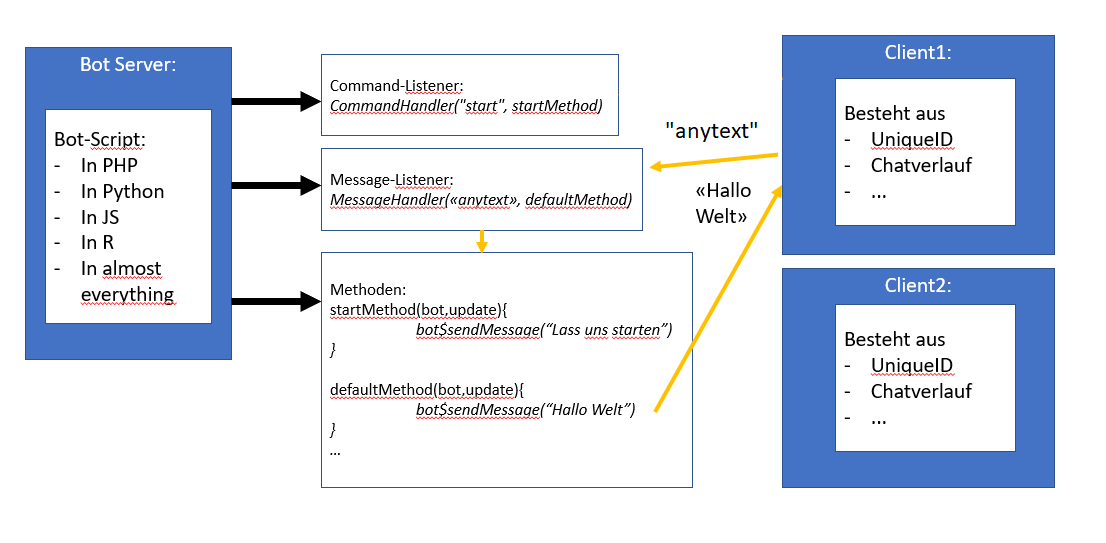 Bot Server:
Bot-Script:
- In PHP
- In Python
- In JS
- In R
- In almost
everything
Command-Listener:
CommandHandler("start", startMethod)
Message-Listener:
MessageHandler(«anytext», defaultMethod)
Methoden:
startMethod(bot,update){
bot$sendMessage(“Lass uns starten”)
}
defaultMethod(bot,update){
bot$sendMessage(“Hallo Welt”)
}
...
"anytext"
«Hallo
Welt»
Client1:
Besteht aus
- UniqueID
- Chatverlauf
- ...
Client2:
Besteht aus
- UniqueID
- Chatverlauf
- ...